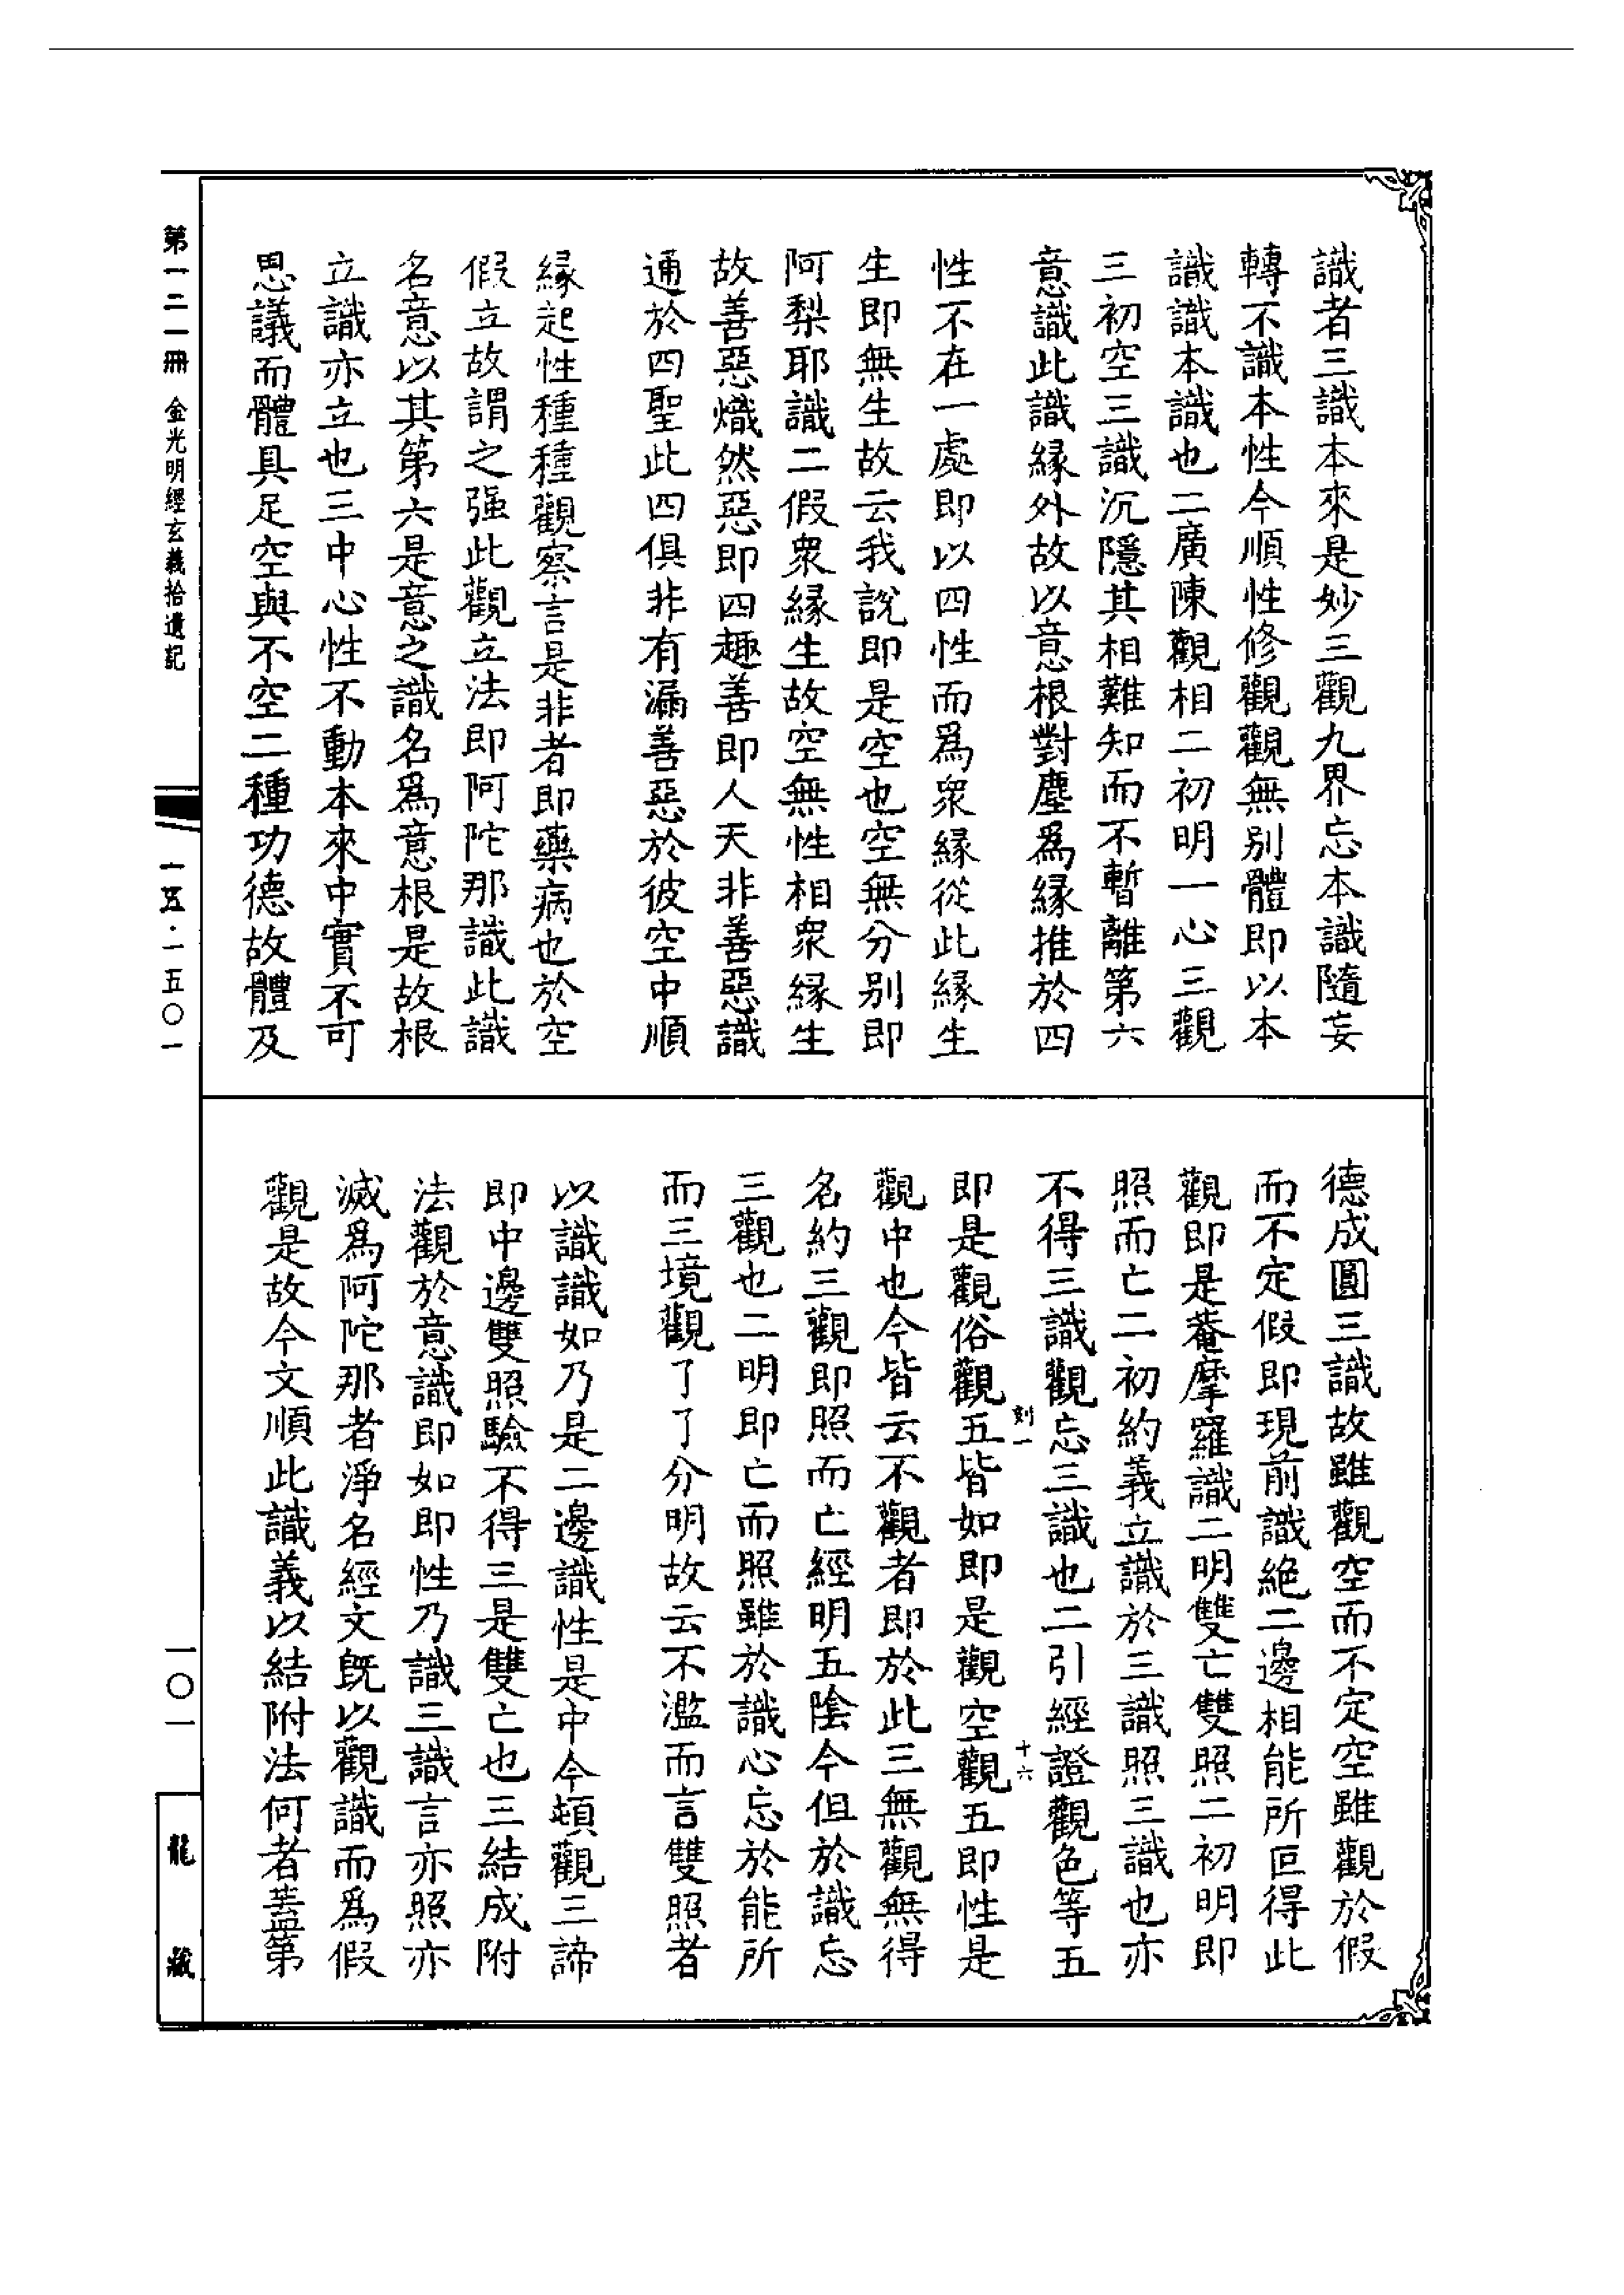 識者三識本來是妙三觀九界忘本識隨妄
轉不識本性今順性修觀觀無別體即以本
識識本識也二廣陳觀相二初明一心三觀
三初空三識沉隱其相難知而不暫離第六
意識此識緣外故以意根對塵爲緣推於四
性不在一處即以四性而爲衆緣從此緣生
生即無生故云我說即是空也空無分別即
阿梨耶識二假衆緣生故空無性相衆緣生
故善惡熾然惡即四趣善即人天非善惡識
通於四聖此四俱非有漏善惡於彼空中順
緣起性種種觀察言是非者即藥病也於空
假立故謂之强此觀立法即阿陀那識此識
名意以其第六是意之識名爲意根是故根
立識亦立也三中心性不動本來中實不可
思議而體具足空與不空二種功德故體及
德成圓三識故雖觀空而不定空雖觀於假
而不定假即現前識絕二邊相能所叵得此
觀即是菴摩羅識二明雙亡雙照二初明即
照而亡二初約義立識於三識照三識也亦
不得三識觀忘三識也二引經證觀色等五
刻一
十六
即是觀俗觀五皆如即是觀空觀五即性是
觀中也今皆云不觀者即於此三無觀無得
名約三觀即照而亡經明五陰今但於識忘
三觀也二明即亡而照雖於識心忘於能所
而三境觀了了分明故云不濫而言雙照者
以識識如乃是二邊識性是中今頓觀三諦
即中邊雙照驗不得三是雙亡也三結成附
法觀於意識即如即性乃識三識言亦照亦
滅爲阿陀那者淨名經文既以觀識而爲假
觀是故今文順此識義以結附法何者蓋第
第一二一冊 金光明經玄義拾遺記
一五·一五〇一
一〇一
龍藏